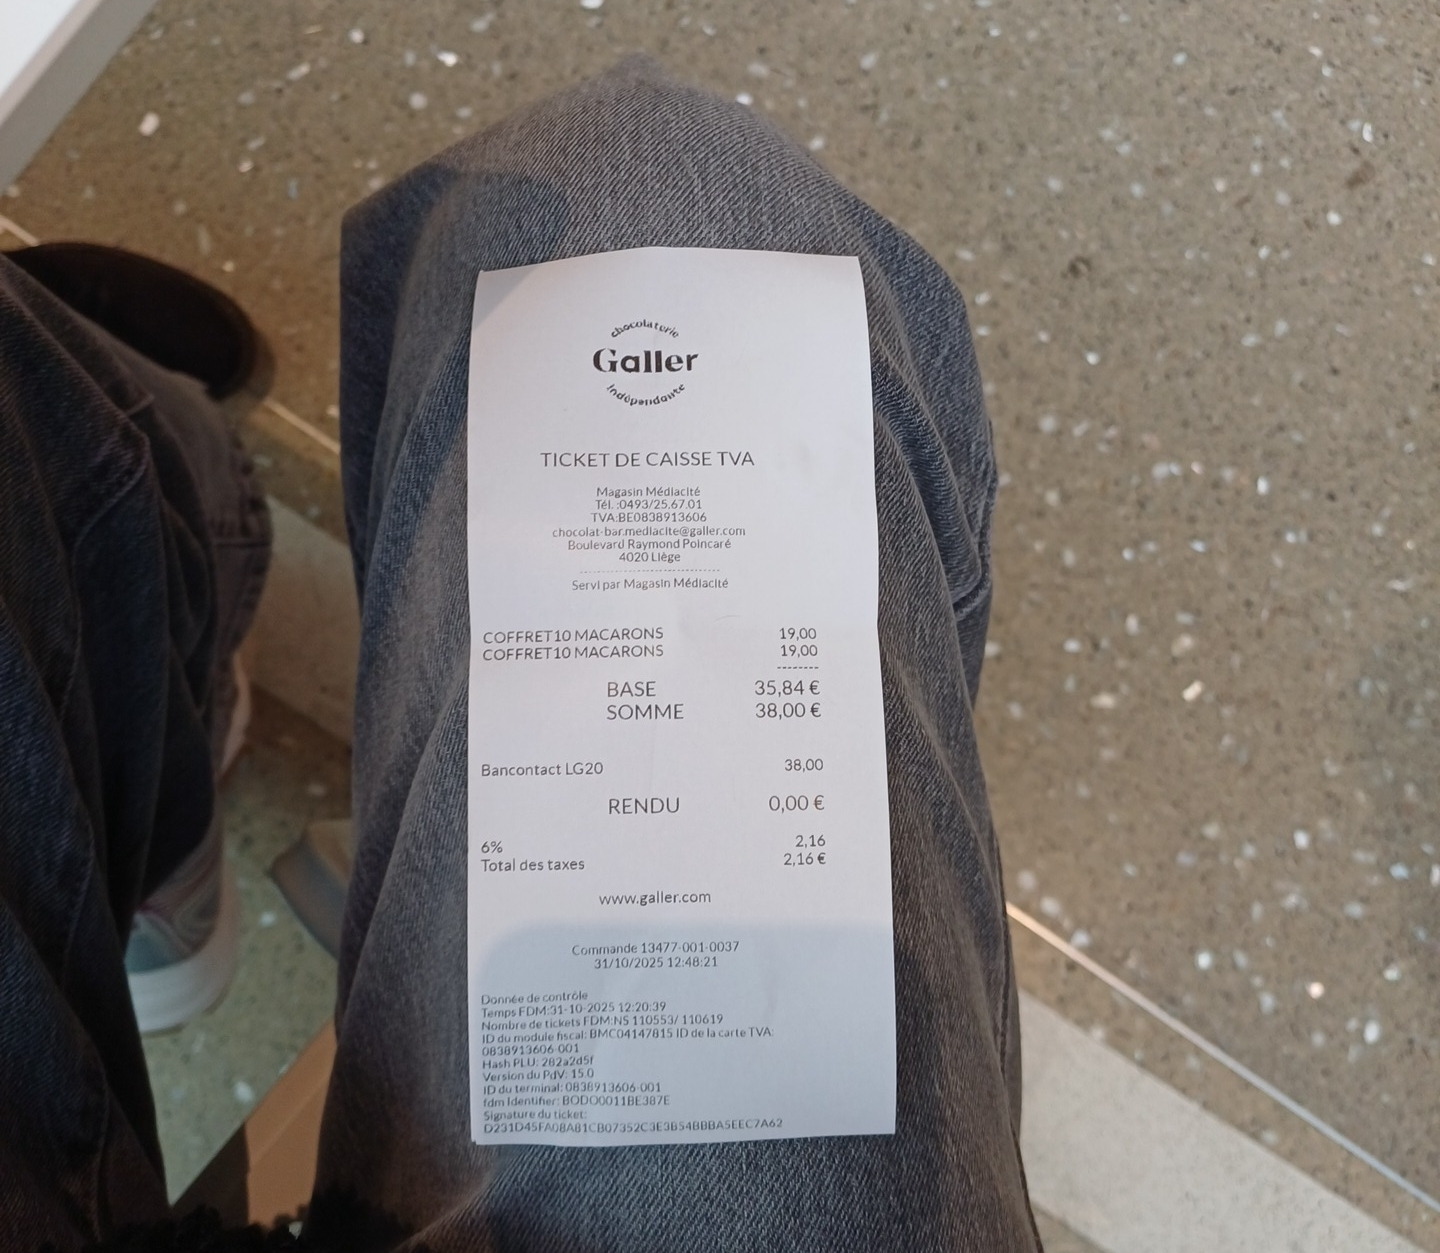 chocolaterie
Galler
indépendante
TICKET DE CAISSE TVA
Magasin Médiacité
Tél. :0493/25.67.01
TVA:BE0838913606
chocolat-bar.mediacite@galler.com
Boulevard Raymond Poincaré
4020 Liège
--------------------------
Servi par Magasin Médiacité
COFFRET10 MACARONS 19,00
COFFRET10 MACARONS 19,00
--------
BASE 35,84 €
SOMME 38,00 €
Bancontact LG20 38,00
RENDU 0,00 €
6% 2,16
Total des taxes 2,16 €
www.galler.com
Commande 13477-001-0037
31/10/2025 12:48:21
Donnée de contrôle
Temps FDM:31-10-2025 12:20:39
Nombre de tickets FDM:NS 110553/ 110619
ID du module fiscal: BMC04147815 ID de la carte TVA:
0838913606-001
Hash PLU: 282a2d5f
Version du PdV: 15.0
ID du terminal: 0838913606-001
fdm Identifier: BODO0011BE387E
Signature du ticket:
D231D45FA08A81CB07352C3E3B54BBBA5EEC7A62